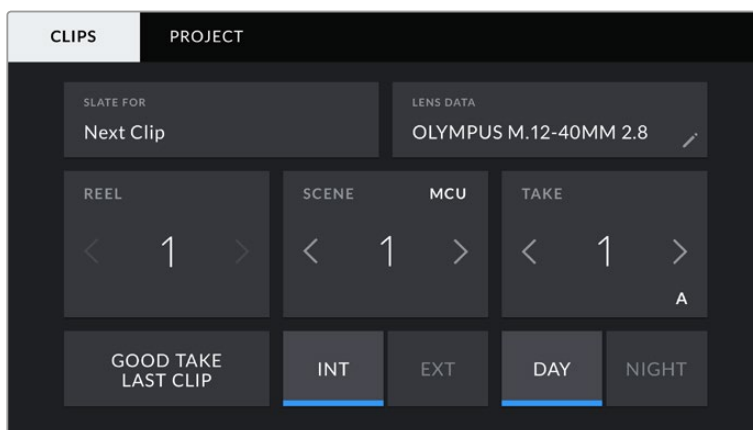 CLIPS PROJECT
SLATE FOR LENS DATA
Next Clip OLYMPUS M.12-40MM 2.8
REEL SCENE MCU TAKE
< 1 > < 1 > < 1 >
A
GOOD TAKE
LAST CLIP
INT EXT DAY NIGHT